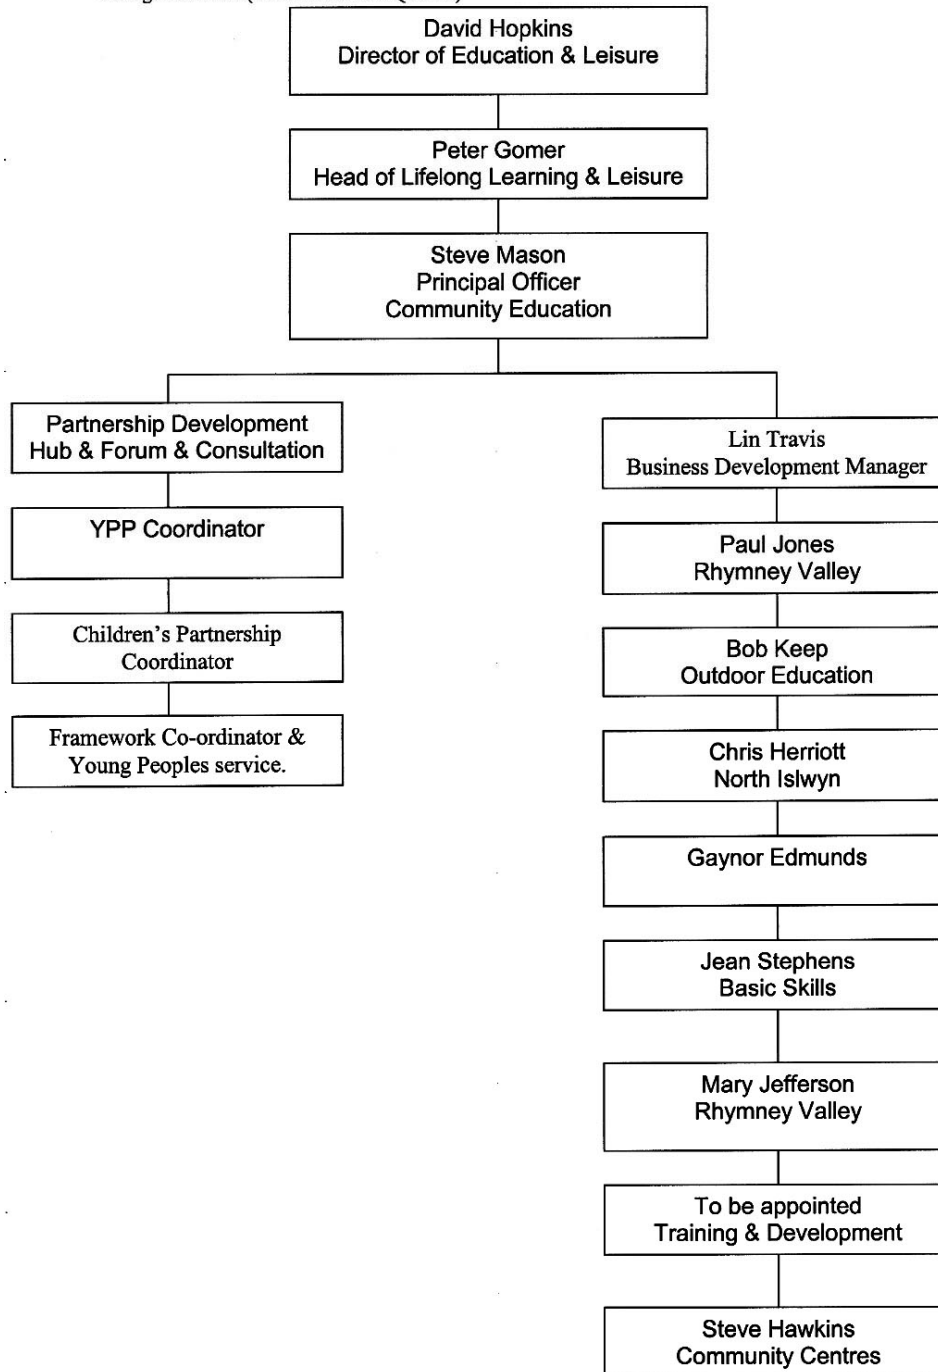 David Hopkins
Director of Education & Leisure
Peter Gomer
Head of Lifelong Learning & Leisure
Steve Mason
Principal Officer
Community Education
Partnership Development
Hub & Forum & Consultation
YPP Coordinator
Children's Partnership
Coordinator
Framework Co-ordinator &
Young Peoples service.
Lin Travis
Business Development Manager
Paul Jones
Rhymney Valley
Bob Keep
Outdoor Education
Chris Herriott
North Islwyn
Gaynor Edmunds
Jean Stephens
Basic Skills
Mary Jefferson
Rhymney Valley
To be appointed
Training & Development
Steve Hawkins
Community Centres